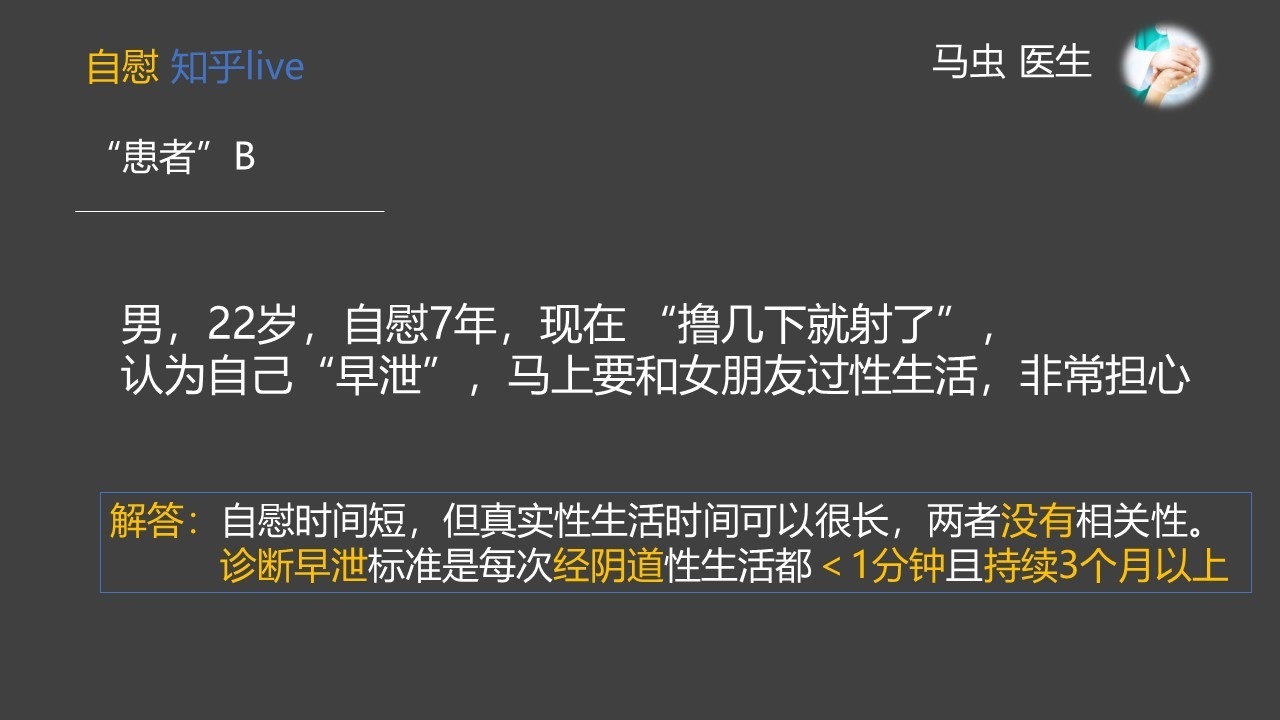 自慰 知乎live
马虫 医生
“患者”B
男，22岁，自慰7年，现在 “撸几下就射了”，
认为自己“早泄”，马上要和女朋友过性生活，非常担心
解答：自慰时间短，但真实性生活时间可以很长，两者没有相关性。
诊断早泄标准是每次经阴道性生活都＜1分钟且持续3个月以上